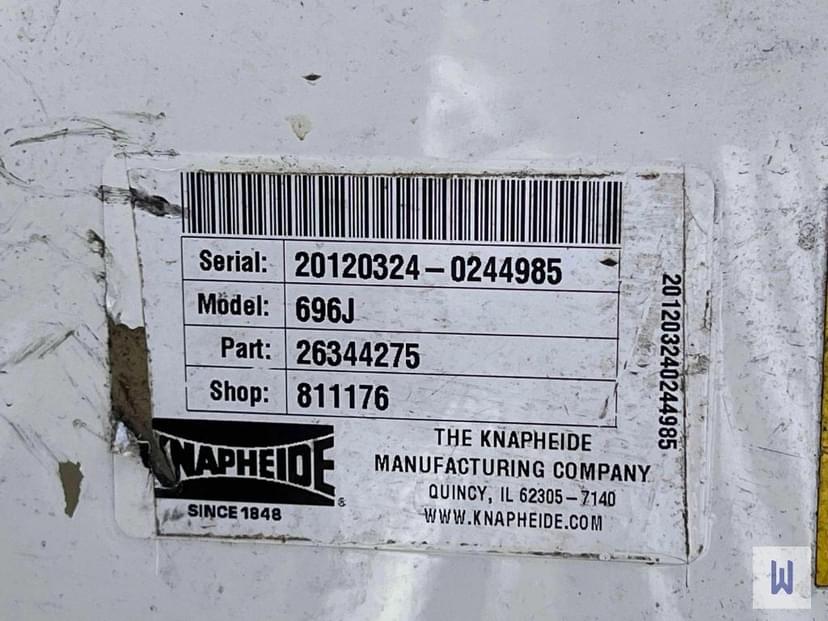 Serial: 20120324-0244985
Model: 696J
Part: 26344275
Shop: 811176
201203240244985
KNAPHEIDE®
SINCE 1848
THE KNAPHEIDE
MANUFACTURING COMPANY
QUINCY, IL 62305-7140
WWW.KNAPHEIDE.COM
W